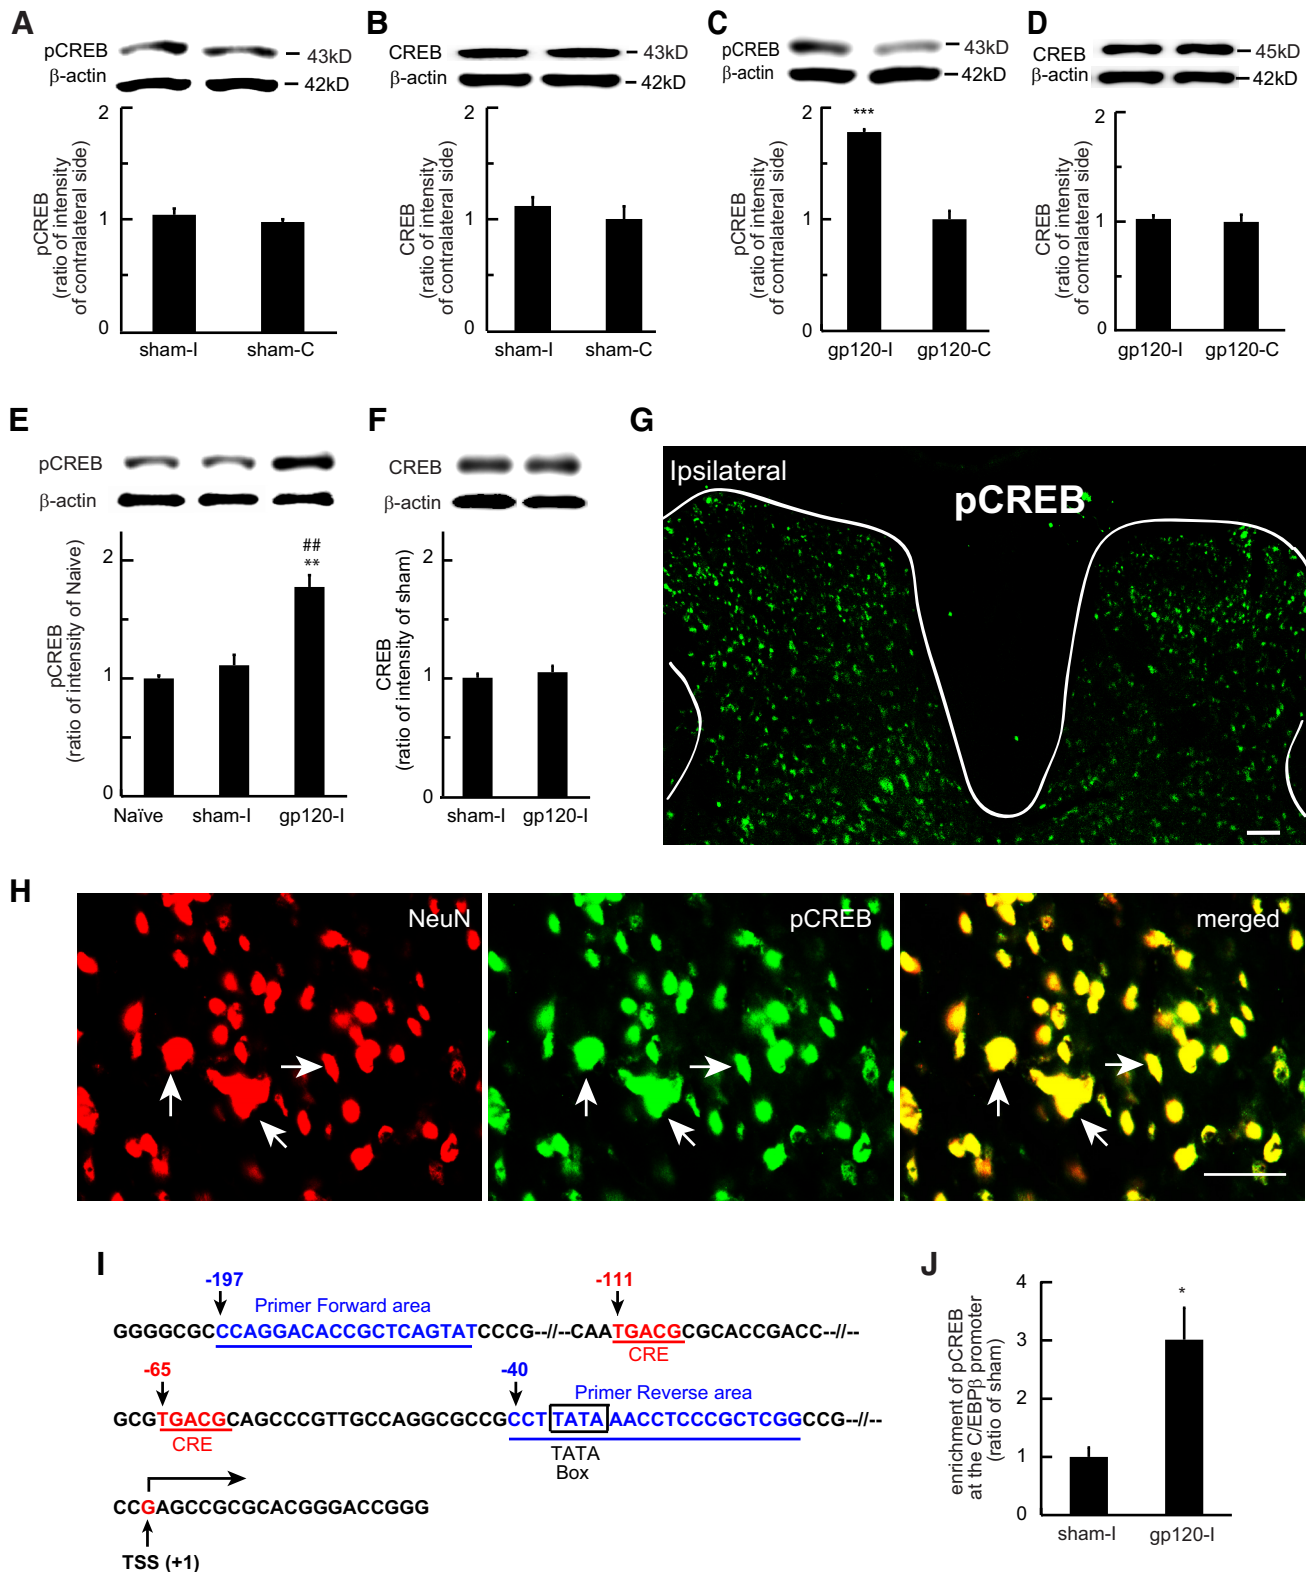 A
pCREB
43kD
β-actin
42kD
2
1
0
pCREB
(ratio of intensity
of contralateral side)
sham-I
sham-C
B
CREB
43kD
β-actin
42kD
2
1
0
CREB
(ratio of intensity
of contralateral side)
sham-I
sham-C
C
pCREB
43kD
β-actin
42kD
2
1
0
pCREB
(ratio of intensity
of contralateral side)
***
gp120-I
gp120-C
D
CREB
45kD
β-actin
42kD
2
1
0
CREB
(ratio of intensity
of contralateral side)
gp120-I
gp120-C
E
pCREB
β-actin
2
1
0
pCREB
(ratio of intensity of Naive)
##
**
Naïve
sham-I
gp120-I
F
CREB
β-actin
2
1
0
CREB
(ratio of intensity of sham)
sham-I
gp120-I
G
Ipsilateral
pCREB
H
NeuN
pCREB
merged
I
-197
-111
Primer Forward area
GGGGCGCCCAGGACACCGCTCAGTATCCCG--//--CAATGACGCGCACCGACC--//--
CRE
-65
-40
Primer Reverse area
GCGTGACGCAGCCCGTTGCCAGGCGCCGCCTTATAAACCTCCCGCTCGGCCG--//--
CRE
TATA
Box
CCGAGCCGCGCACGGGACCGGG
TSS (+1)
J
4
3
2
1
0
enrichment of pCREB
at the C/EBPβ promoter
(ratio of sham)
*
sham-I
gp120-I